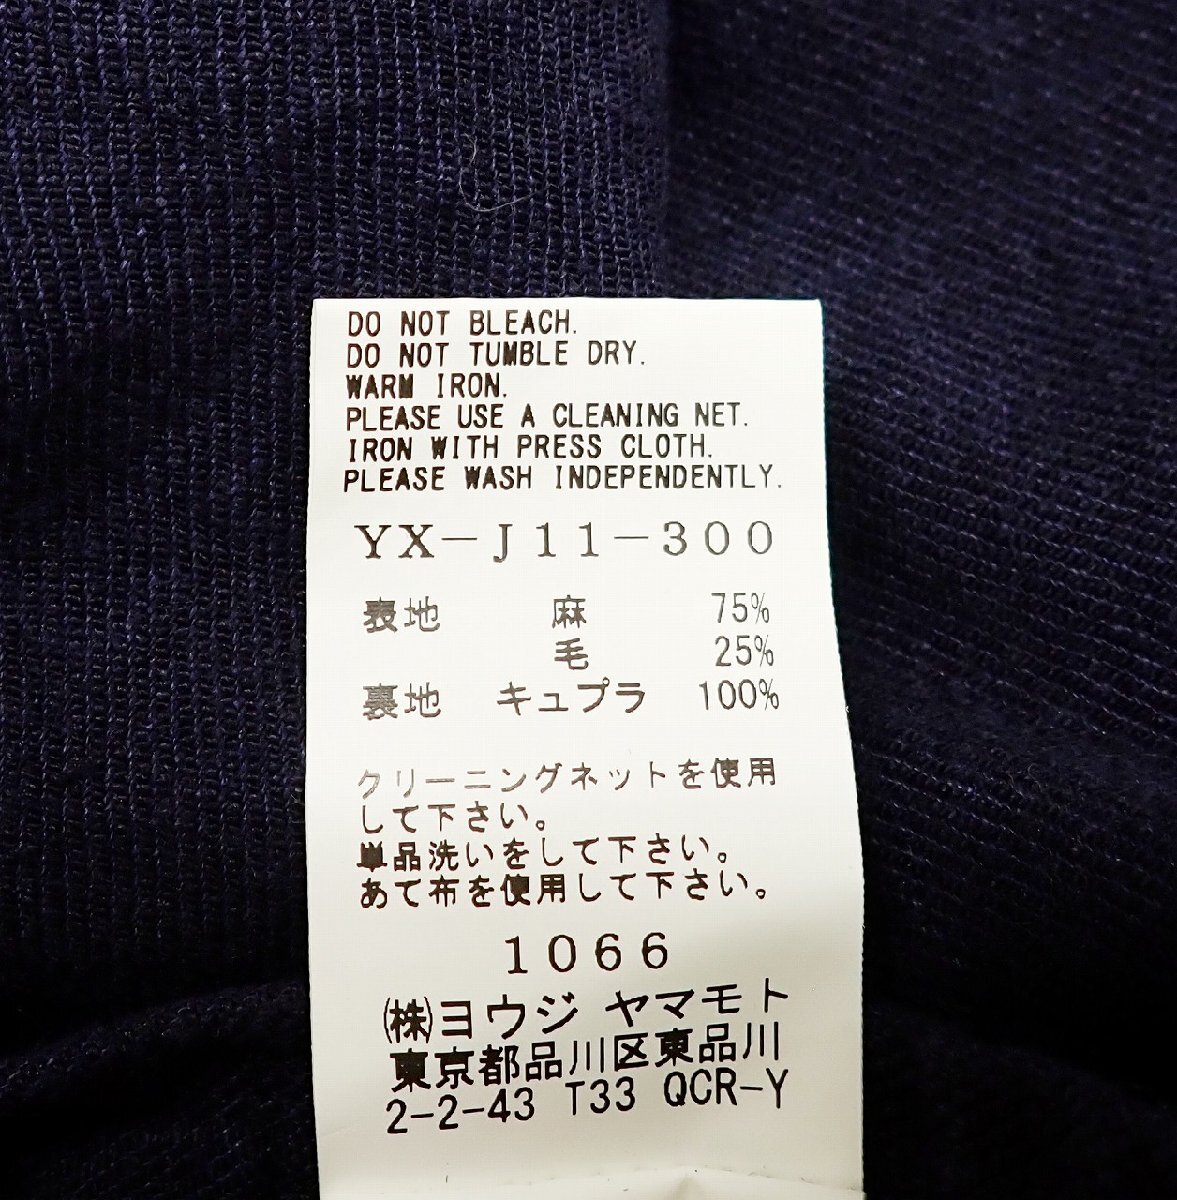 DO NOT BLEACH.
DO NOT TUMBLE DRY.
WARM IRON.
PLEASE USE A CLEANING NET.
IRON WITH PRESS CLOTH.
PLEASE WASH INDEPENDENTLY.
YX－J11－300
表地 麻 75%
毛 25%
裏地 キュプラ 100%
クリーニングネットを使用
して下さい。
単品洗いをして下さい。
あて布を使用して下さい。
1066
㈱ヨウジ ヤマモト
東京都品川区東品川
2-2-43 T33 QCR-Y